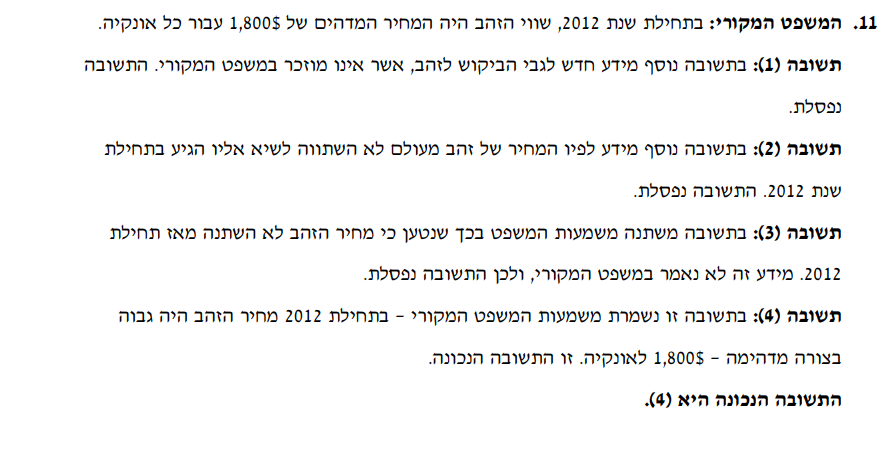 11. המשפט המקורי: בתחילת שנת 2012, שווי הזהב היה המחיר המדהים של 1,800$ עבור כל אונקיה.
תשובה (1): בתשובה נוסף מידע חדש לגבי הביקוש לזהב, אשר אינו מוזכר במשפט המקורי. התשובה
נפסלת.
תשובה (2): בתשובה נוסף מידע לפיו המחיר של זהב מעולם לא השתווה לשיא אליו הגיע בתחילת
שנת 2012. התשובה נפסלת.
תשובה (3): בתשובה משתנה משמעות המשפט בכך שנטען כי מחיר הזהב לא השתנה מאז תחילת
2012. מידע זה לא נאמר במשפט המקורי, ולכן התשובה נפסלת.
תשובה (4): בתשובה זו נשמרת משמעות המשפט המקורי – בתחילת 2012 מחיר הזהב היה גבוה
בצורה מדהימה – 1,800$ לאונקיה. זו התשובה הנכונה.
התשובה הנכונה היא (4).